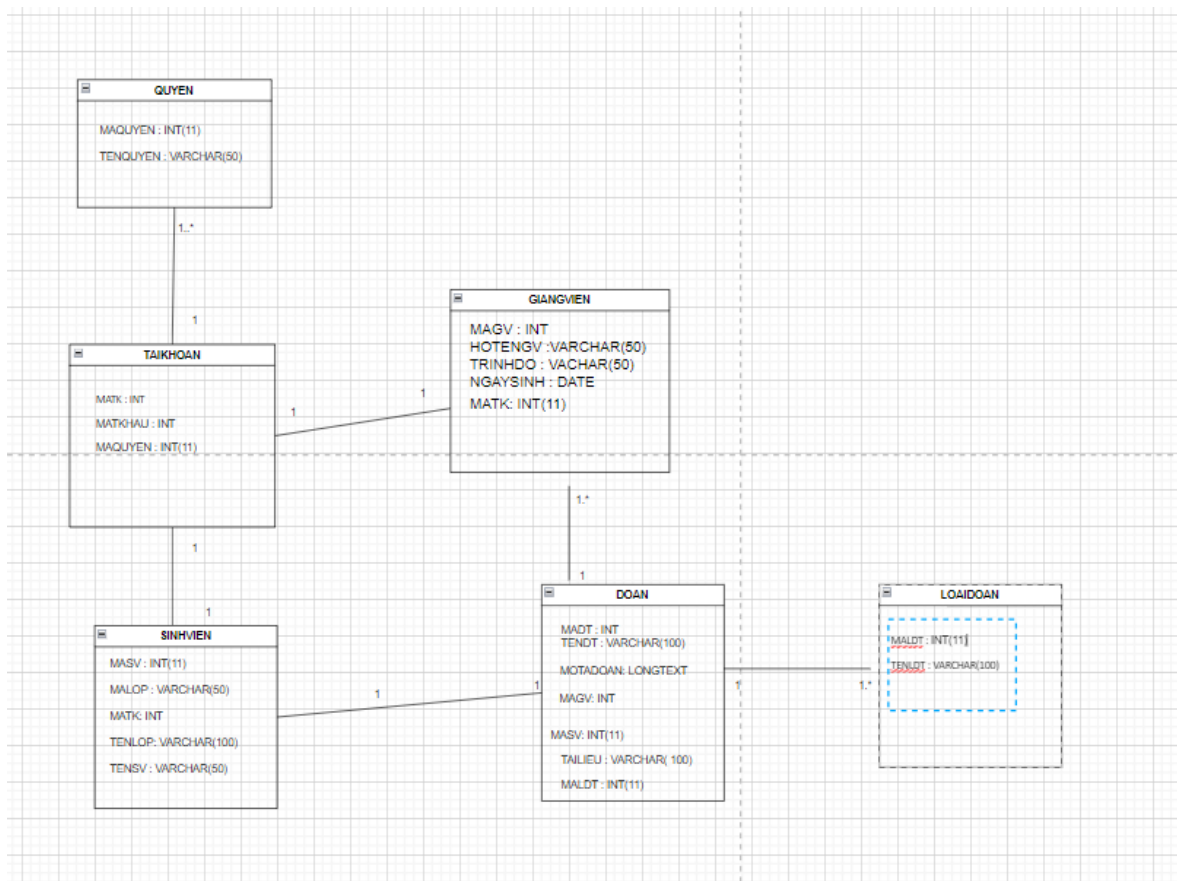 QUYEN
MAQUYEN : INT(11)
TENQUYEN : VARCHAR(50)
1..*
1
TAIKHOAN
MATK : INT
MATKHAU : INT
MAQUYEN : INT(11)
1
1
GIANGVIEN
MAGV : INT
HOTENGV :VARCHAR(50)
TRINHDO : VACHAR(50)
NGAYSINH : DATE
MATK: INT(11)
1.*
1
1
1
SINHVIEN
MASV : INT(11)
MALOP : VARCHAR(50)
MATK: INT
TENLOP: VARCHAR(100)
TENSV : VARCHAR(50)
1
1
DOAN
MADT : INT
TENDT : VARCHAR(100)
MOTADOAN: LONGTEXT
MAGV: INT
MASV: INT(11)
TAILIEU : VARCHAR( 100)
MALDT : INT(11)
1
1.*
LOAIDOAN
MALDT : INT(11)
TENLDT : VARCHAR(100)